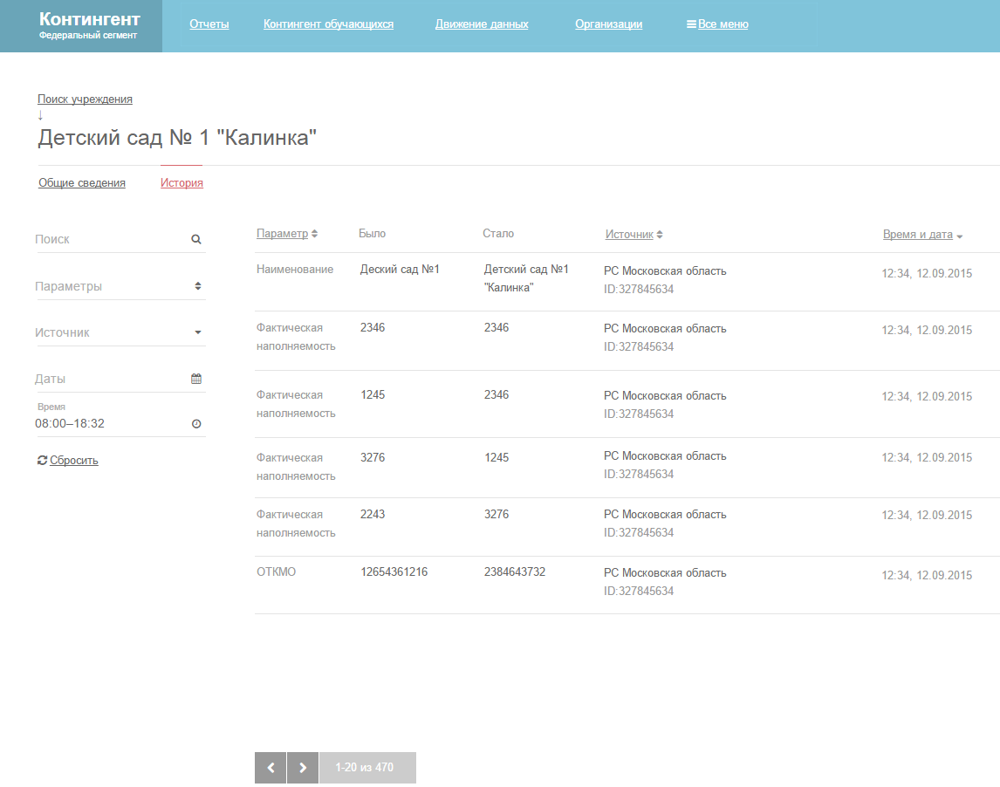 Контингент
Федеральный сегмент
Отчеты
Контингент обучающихся
Движение данных
Организации
Все меню
Поиск учреждения
↓
Детский сад № 1 "Калинка"
Общие сведения
История
Поиск
Параметры
Источник
Даты
Время
08:00–18:32
Сбросить
Параметр Было Стало Источник Время и дата
Наименование Деский сад №1 Детский сад №1 РС Московская область 12:34, 12.09.2015
"Калинка" ID:327845634
Фактическая 2346 2346 РС Московская область 12:34, 12.09.2015
наполняемость ID:327845634
Фактическая 1245 2346 РС Московская область 12:34, 12.09.2015
наполняемость ID:327845634
Фактическая 3276 1245 РС Московская область 12:34, 12.09.2015
наполняемость ID:327845634
Фактическая 2243 3276 РС Московская область 12:34, 12.09.2015
наполняемость ID:327845634
ОТКМО 12654361216 2384643732 РС Московская область 12:34, 12.09.2015
ID:327845634
1-20 из 470